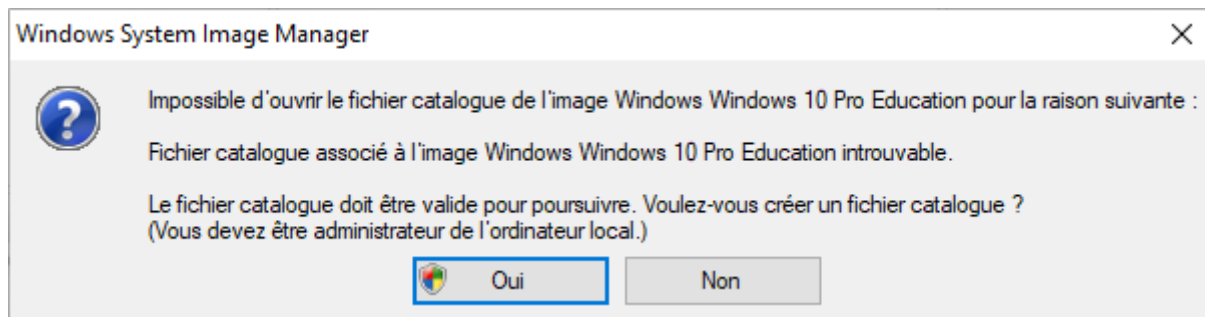 Windows System Image Manager
Impossible d'ouvrir le fichier catalogue de l'image Windows Windows 10 Pro Education pour la raison suivante :
Fichier catalogue associé à l'image Windows Windows 10 Pro Education introuvable.
Le fichier catalogue doit être valide pour poursuivre. Voulez-vous créer un fichier catalogue ?
(Vous devez être administrateur de l'ordinateur local.)
Oui
Non